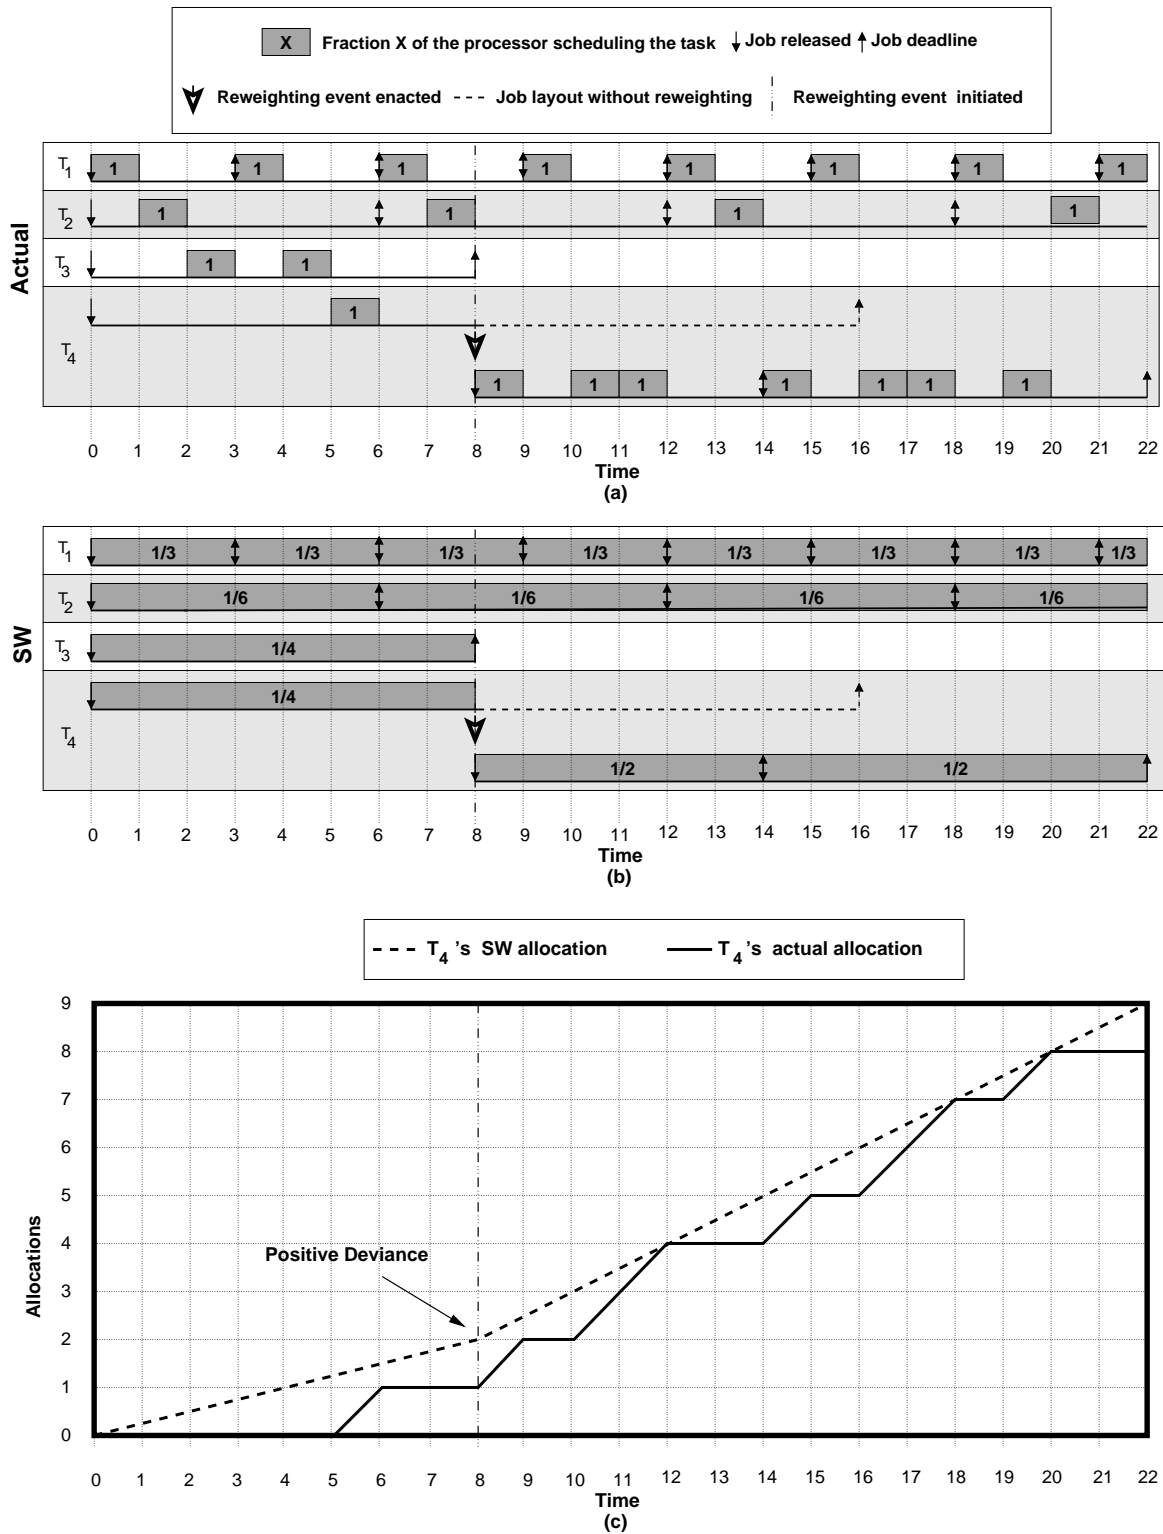 X Fraction X of the processor scheduling the task Job released Job deadline
Reweighting event enacted Job layout without reweighting Reweighting event initiated
Actual
T1 1 1 1 1 1 1 1 1
T2 1 1 1 1
T3 1 1
1
T4
1 1 1 1 1 1 1
0 1 2 3 4 5 6 7 8 9 10 11 12 13 14 15 16 17 18 19 20 21 22
Time
(a)
SW
T1 1/3 1/3 1/3 1/3 1/3 1/3 1/3 1/3
T2 1/6 1/6 1/6 1/6
T3 1/4
1/4
T4
1/2 1/2
0 1 2 3 4 5 6 7 8 9 10 11 12 13 14 15 16 17 18 19 20 21 22
Time
(b)
T4 's SW allocation T4 's actual allocation
9
8
7
6
5
4
Positive Deviance
3
Allocations
2
1
0
0 1 2 3 4 5 6 7 8 9 10 11 12 13 14 15 16 17 18 19 20 21 22
Time
(c)